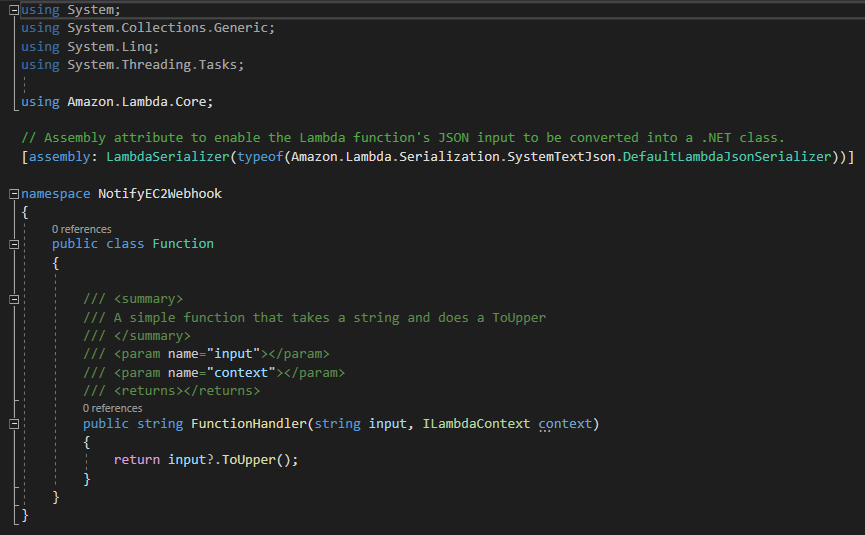 using System;
using System.Collections.Generic;
using System.Linq;
using System.Threading.Tasks;
using Amazon.Lambda.Core;
// Assembly attribute to enable the Lambda function's JSON input to be converted into a .NET class.
[assembly: LambdaSerializer(typeof(Amazon.Lambda.Serialization.SystemTextJson.DefaultLambdaJsonSerializer))]
namespace NotifyEC2Webhook
{
0 references
public class Function
{
/// <summary>
/// A simple function that takes a string and does a ToUpper
/// </summary>
/// <param name="input"></param>
/// <param name="context"></param>
/// <returns></returns>
0 references
public string FunctionHandler(string input, ILambdaContext context)
{
return input?.ToUpper();
}
}
}